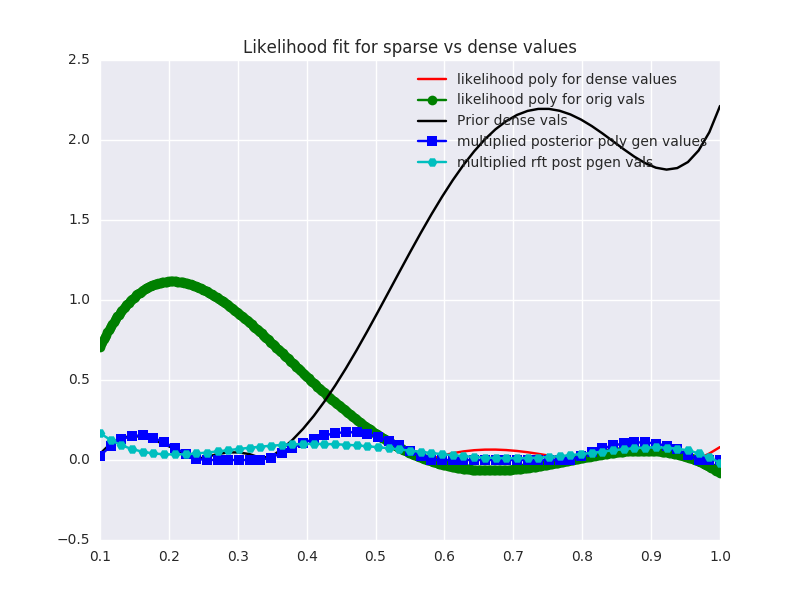 Likelihood fit for sparse vs dense values
2.5
2.0
1.5
1.0
0.5
0.0
−0.5
likelihood poly for dense values
likelihood poly for orig vals
Prior dense vals
multiplied posterior poly gen values
multiplied rft post pgen vals
0.1 0.2 0.3 0.4 0.5 0.6 0.7 0.8 0.9 1.0